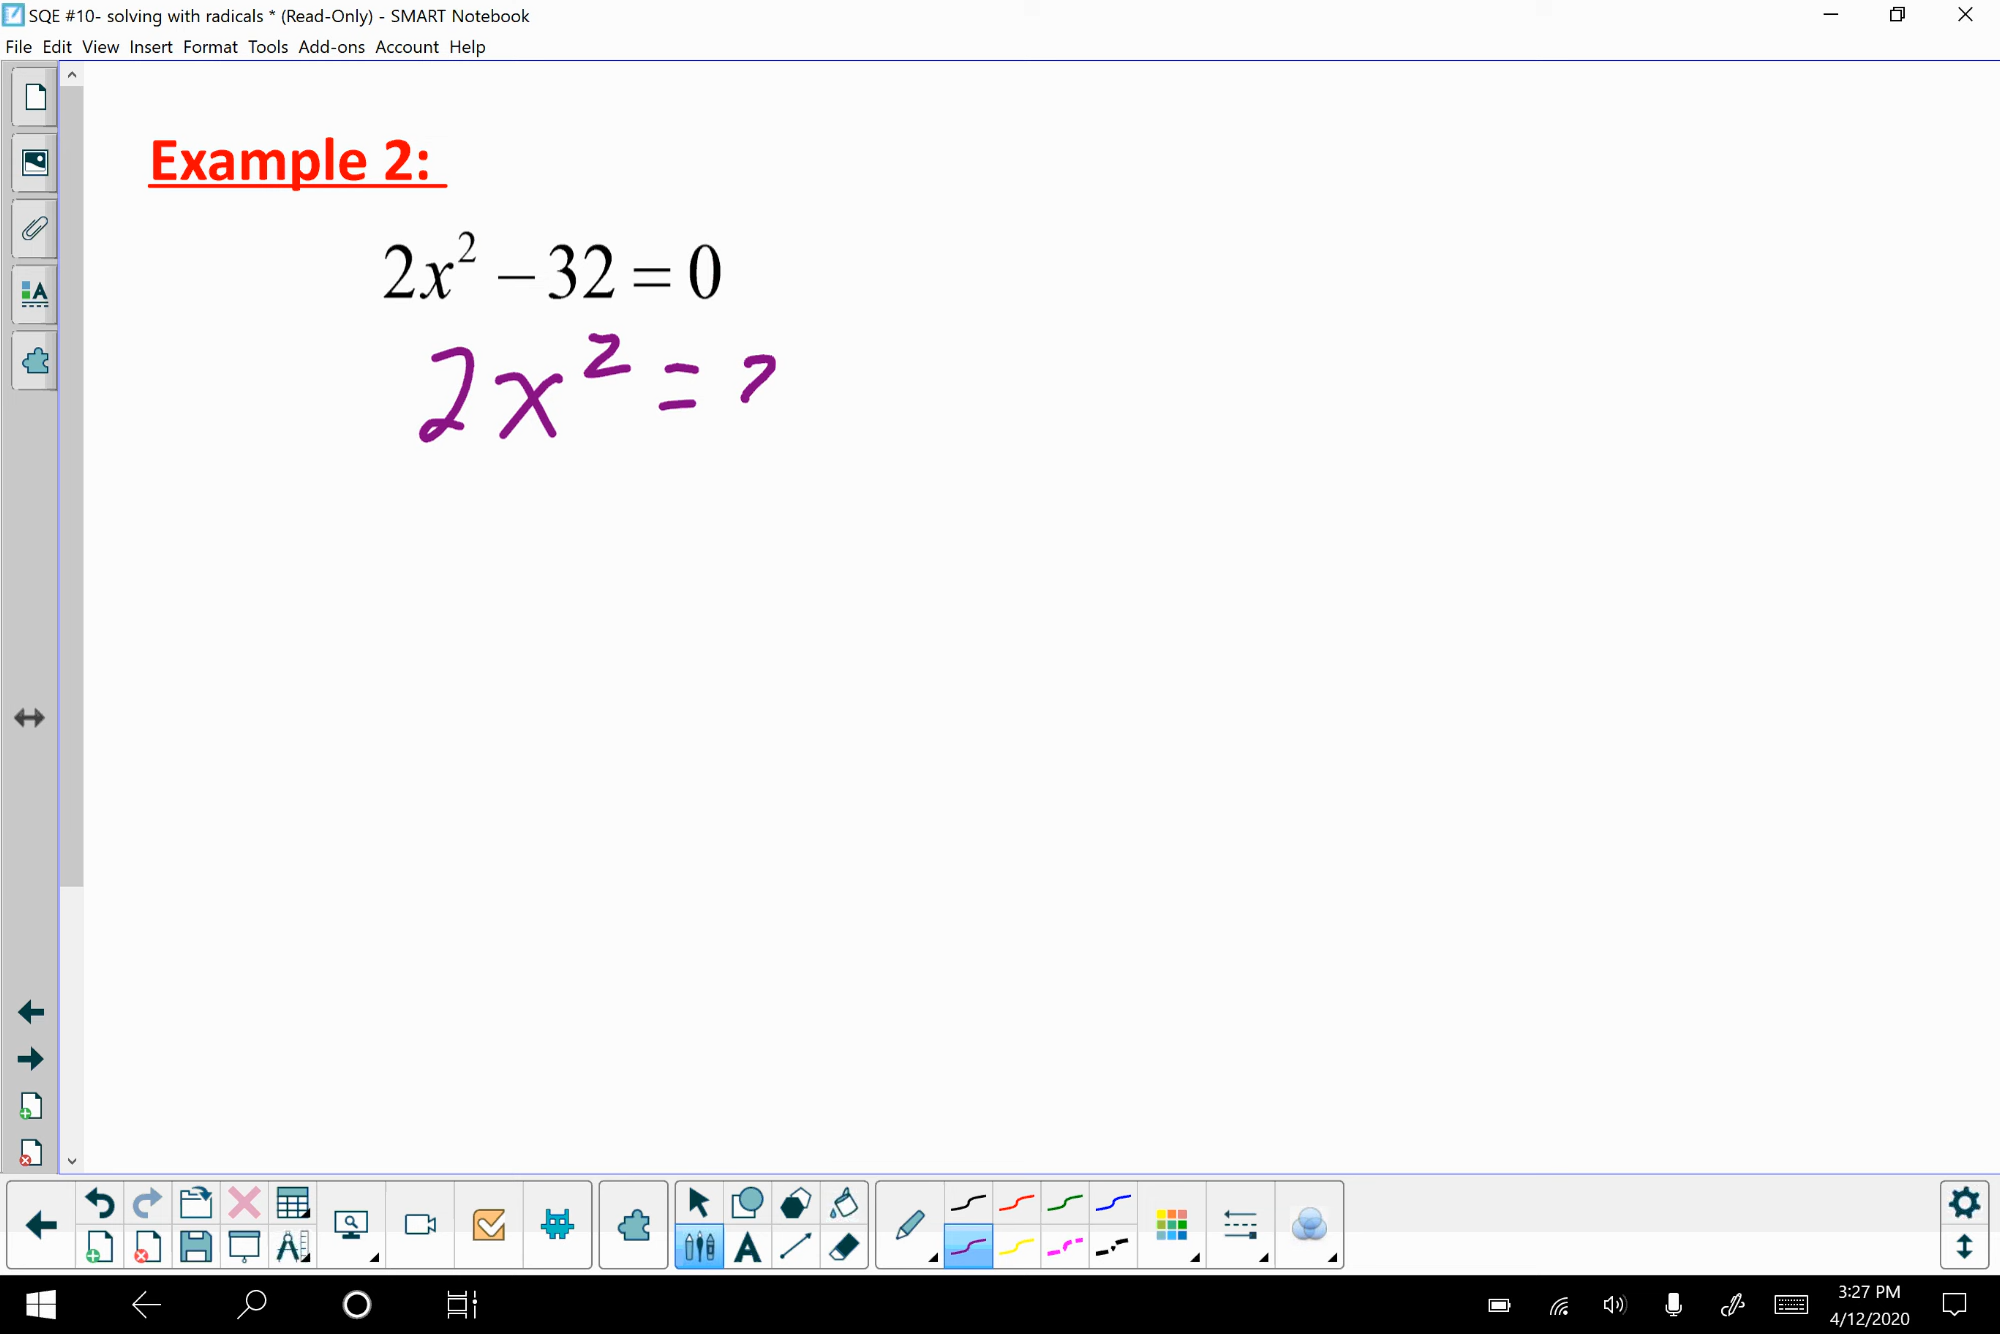 SQE #10- solving with radicals * (Read-Only) - SMART Notebook
File Edit View Insert Format Tools Add-ons Account Help
Example 2:
2x² – 32 = 0
2x² =
3:27 PM
4/12/2020